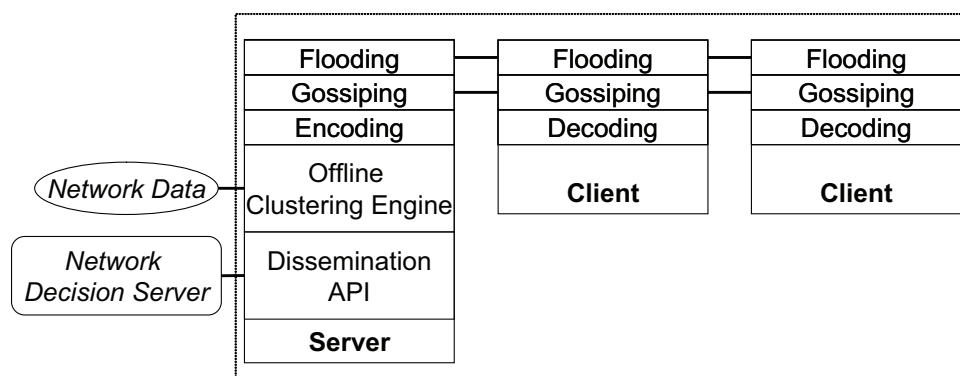 Flooding
Gossiping
Encoding
Offline
Clustering Engine
Dissemination
API
Server
Network Data
Network
Decision Server
Flooding
Gossiping
Decoding
Client
Flooding
Gossiping
Decoding
Client